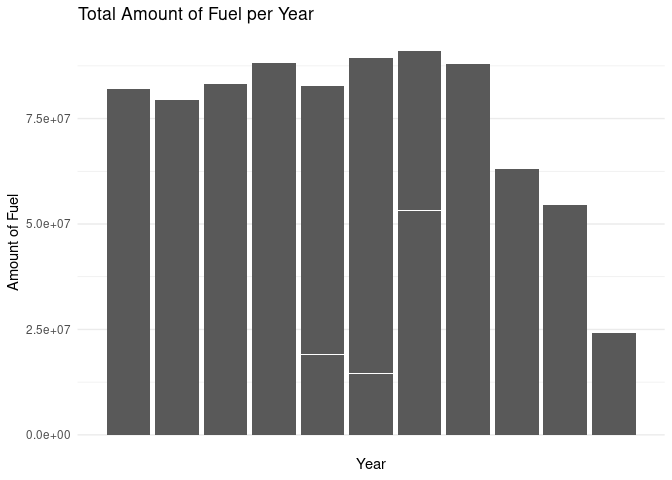 Total Amount of Fuel per Year
7.5e+07
5.0e+07
2.5e+07
0.0e+00
Amount of Fuel
Year